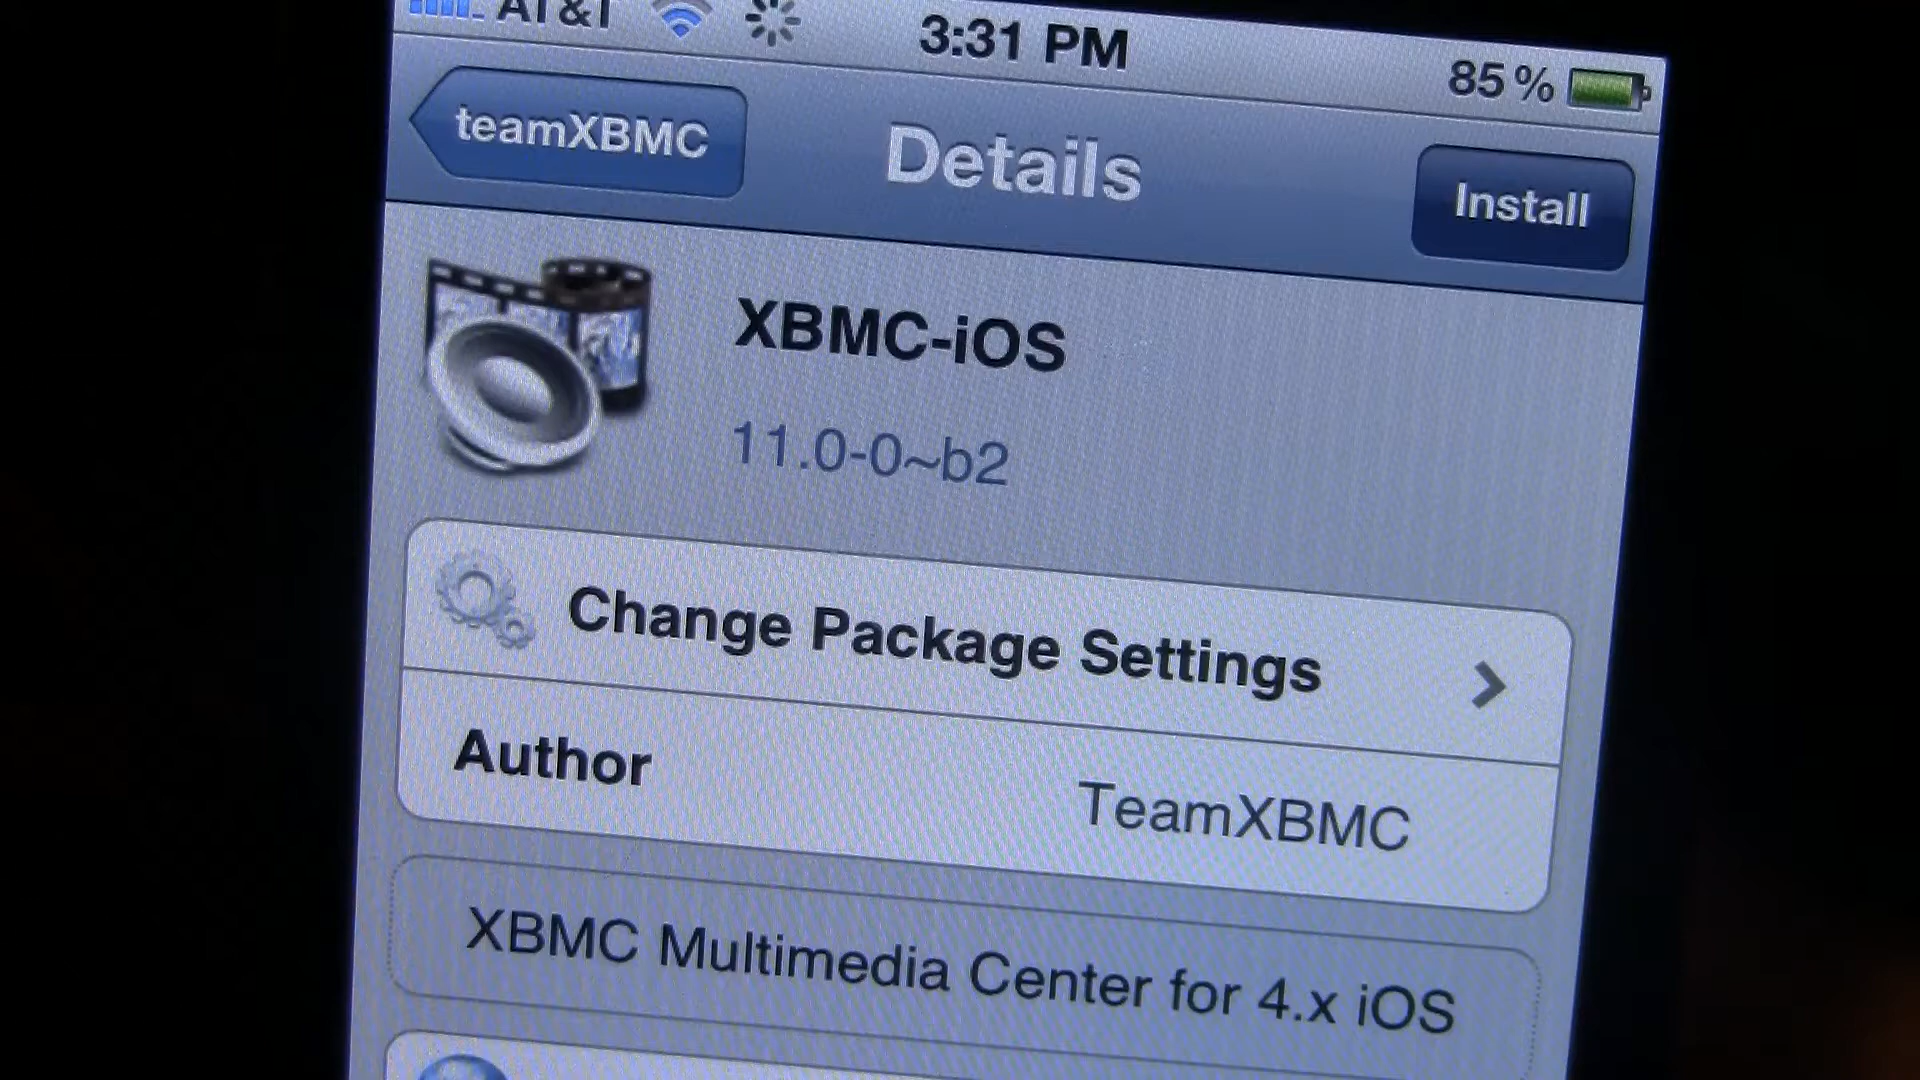 AT&T 3:31 PM 85%
teamXBMC Details Install
XBMC-iOS
11.0-0~b2
Change Package Settings
Author TeamXBMC
XBMC Multimedia Center for 4.x iOS